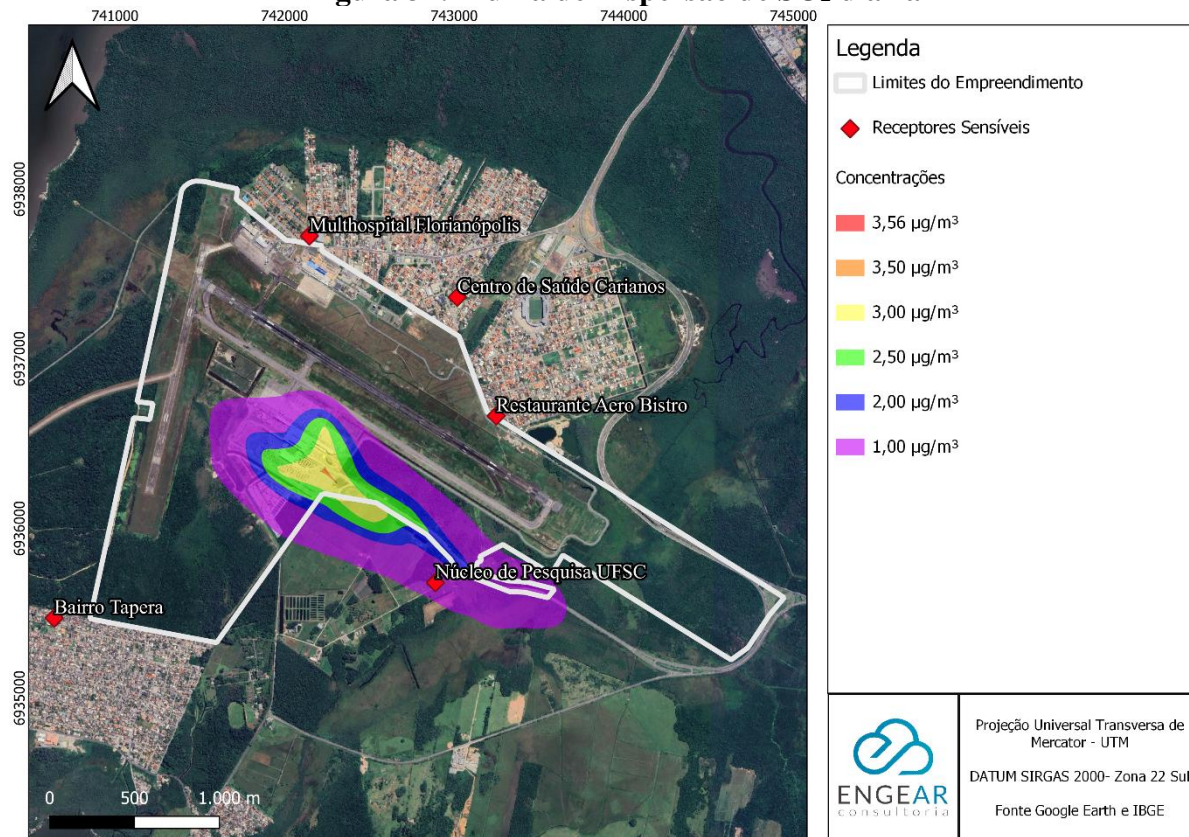 741000
742000
743000
744000
745000
6938000
6937000
6936000
6935000
Multhospital Florianópolis
Centro de Saúde Carianos
Restaurante Aero Bistro
Núcleo de Pesquisa UFSC
Bairro Tapera
0 500 1.000 m
Legenda
Limites do Empreendimento
Receptores Sensíveis
Concentrações
3,56 µg/m³
3,50 µg/m³
3,00 µg/m³
2,50 µg/m³
2,00 µg/m³
1,00 µg/m³
ENGEAR
consultoria
Projeção Universal Transversa de
Mercator - UTM
DATUM SIRGAS 2000- Zona 22 Sul
Fonte Google Earth e IBGE